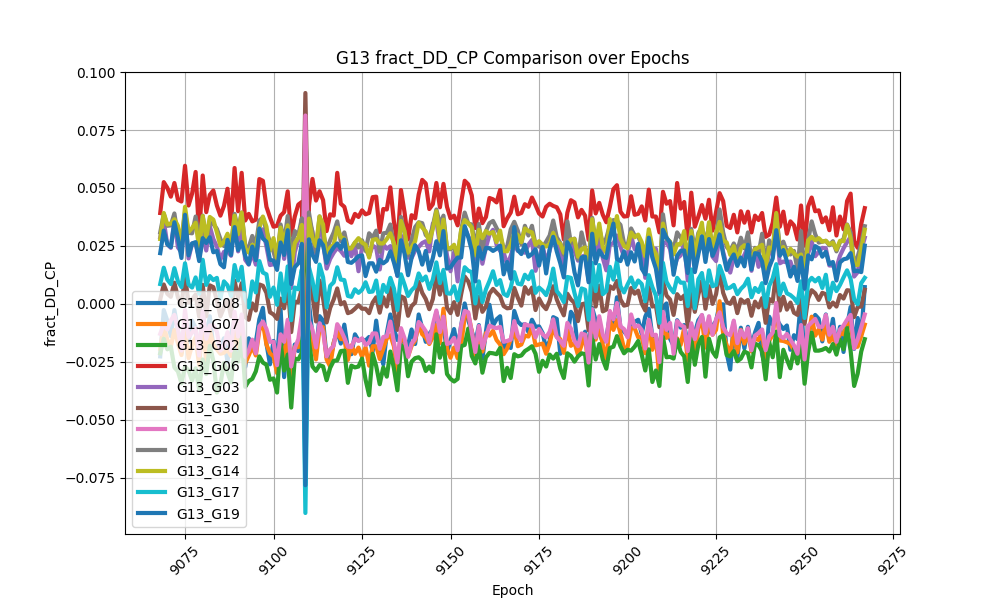 G13 fract_DD_CP Comparison over Epochs
fract_DD_CP
0.100
0.075
0.050
0.025
0.000
−0.025
−0.050
−0.075
G13_G08
G13_G07
G13_G02
G13_G06
G13_G03
G13_G30
G13_G01
G13_G22
G13_G14
G13_G17
G13_G19
9075
9100
9125
9150
9175
9200
9225
9250
9275
Epoch